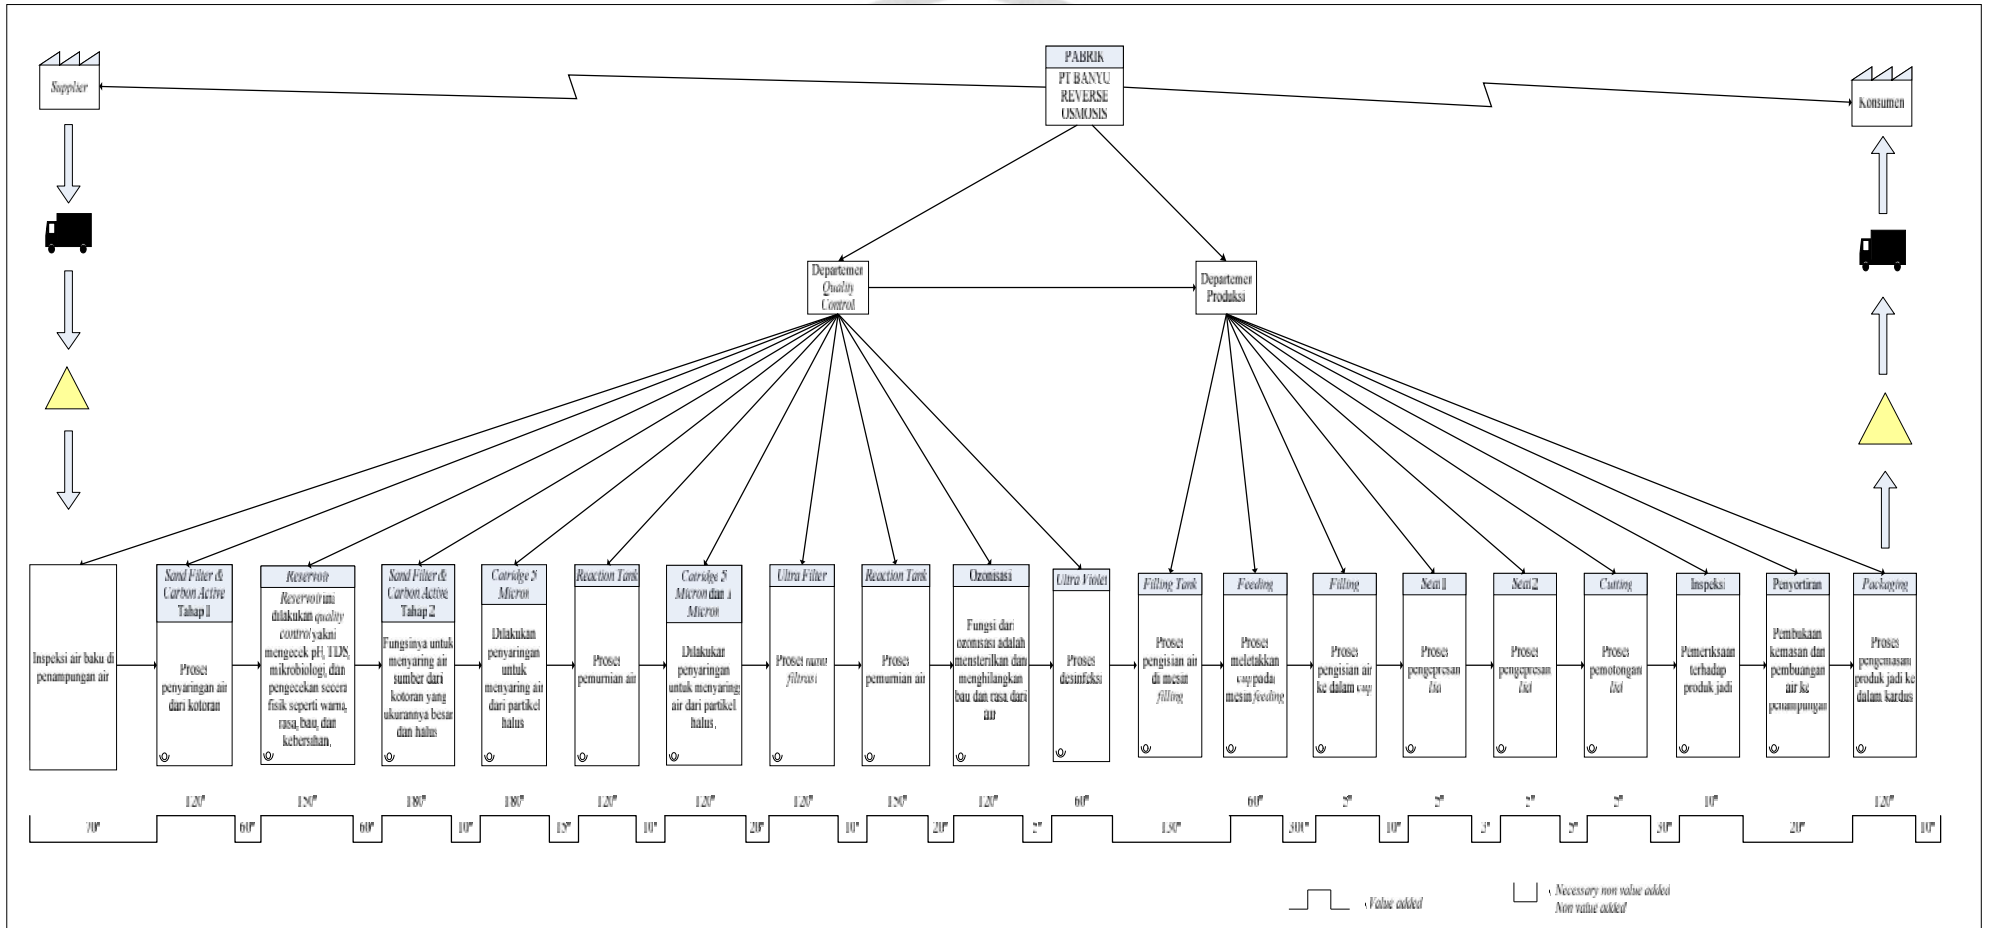 PABRIK
PT BANYU
REVERSE
OSMOSIS
Supplier
Konsumen
Departemen
Quality
Control
Departemen
Produksi
Inspeksi air baku di
penampungan air
Sand Filter &
Carbon Active
Tahap 1
Proses
penyaringan air
dari kotoran
Reservoir
Reservoir ini
dilakukan quality
control yakni
mengecek pH, TDS,
mikrobiologi, dan
pengecekan secera
fisik seperti warna,
rasa, bau, dan
kebersihan.
Sand Filter &
Carbon Active
Tahap 2
Fungsinya untuk
menyaring air
sumber dari
kotoran yang
ukurannya besar
dan halus
Catridge 5
Micron
Dilakukan
penyaringan
untuk
menyaring air
dari partikel
halus
Reaction Tank
Proses
pemurnian air
Catridge 5
Micron dan 1
Micron
Dilakukan
penyaringan
untuk menyaring
air dari partikel
halus.
Ultra Filter
Proses nano
filtrasi
Reaction Tank
Proses
pemurnian air
Ozonisasi
Fungsi dari
ozonisasi adalah
mensterilkan dan
menghilangkan
bau dan rasa dari
air
Ultra Violet
Proses
desinfeksi
Filling Tank
Proses
pengisian air
di mesin
filling
Feeding
Proses
meletakkan
cup pada
mesin feeding
Filling
Proses
pengisian air
ke dalam cup
Seat 1
Proses
pengepresan
Lid
Seat 2
Proses
pengepresan
Lid
Cutting
Proses
pemotongan
Lid
Inspeksi
Pemeriksaan
terhadap
produk jadi
Penyortiran
Pembukaan
kemasan dan
pembuangan
air ke
penampungan
Packaging
Proses
pengemasan
produk jadi ke
dalam kardus
120" 150" 180" 180" 120" 120" 120" 150" 120" 60" 60" 5" 5" 5" 5" 10" 120"
70" 60" 60" 10" 15" 10" 20" 10" 20" 5" 130" 300" 10" 3" 5" 30" 20" 10"
Value added
Necessary non value added
Non value added